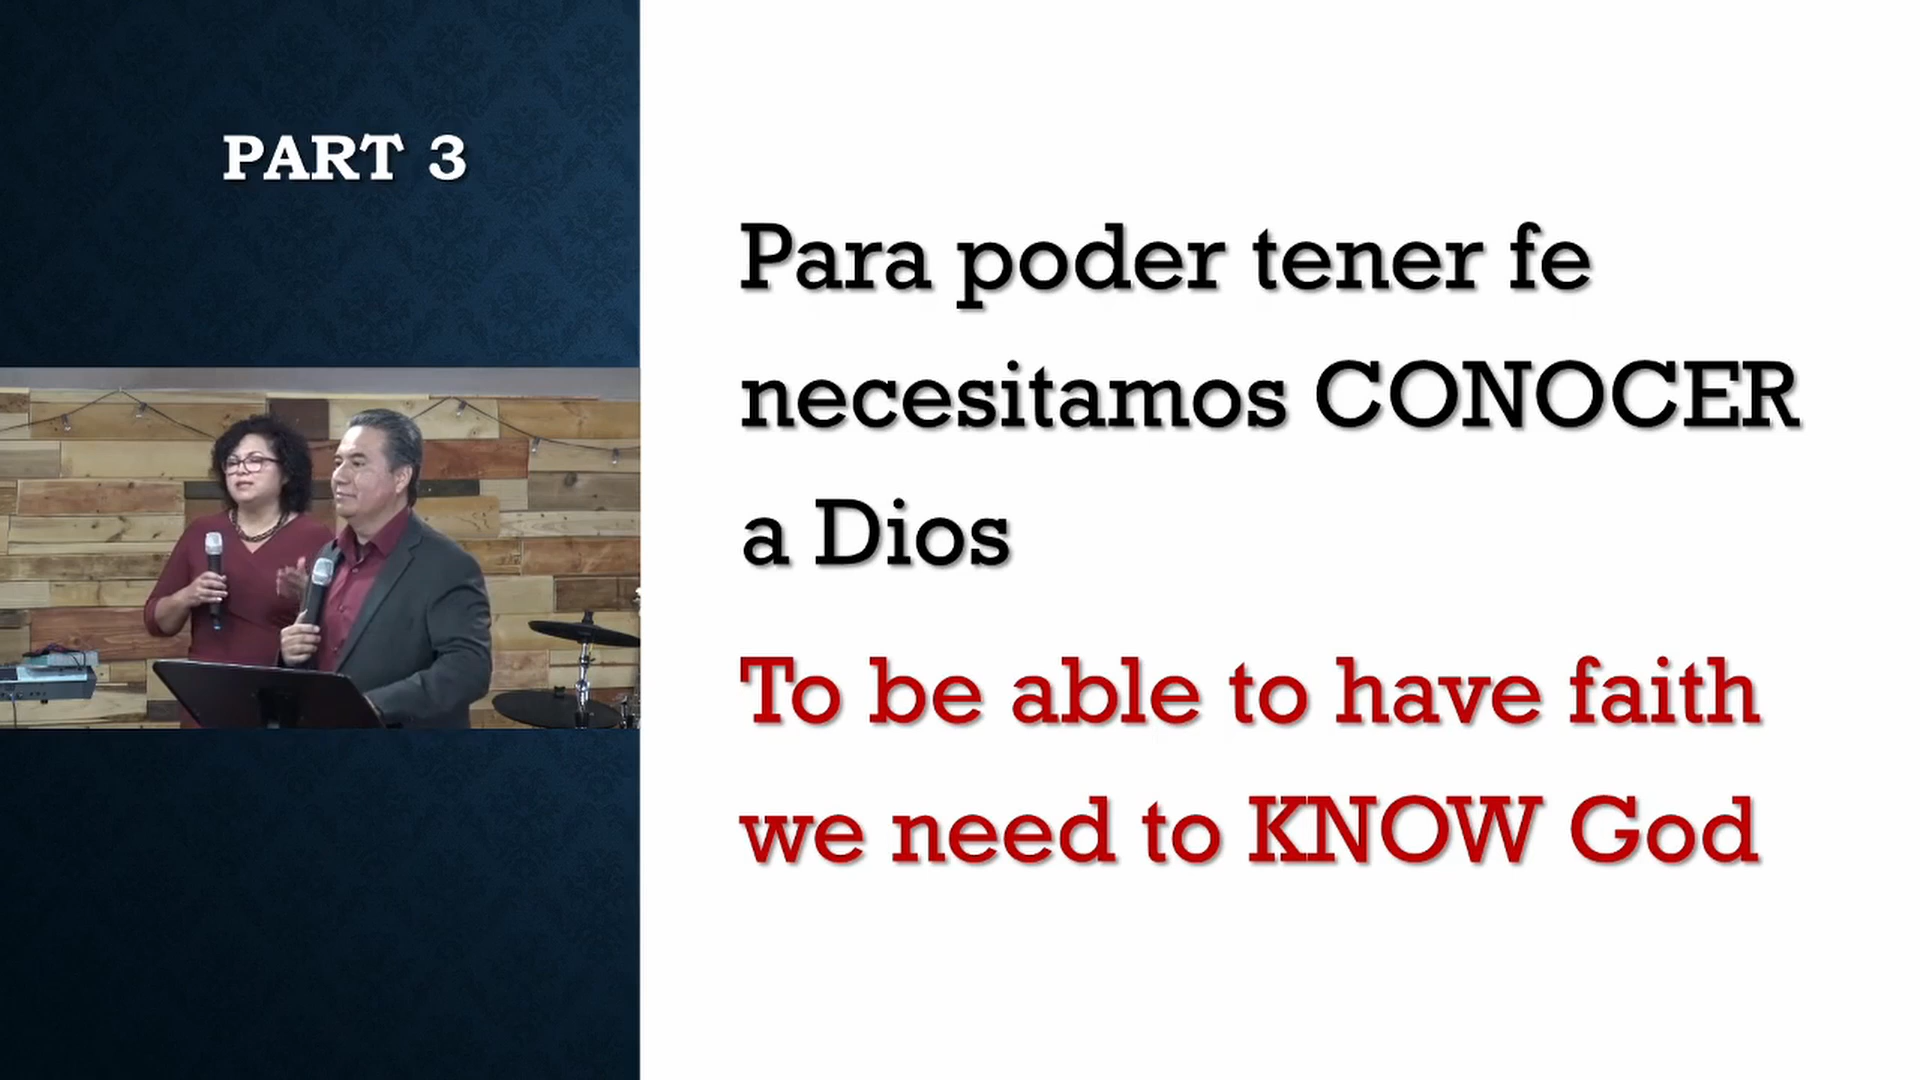 PART 3
Para poder tener fe
necesitamos CONOCER
a Dios
To be able to have faith
we need to KNOW God